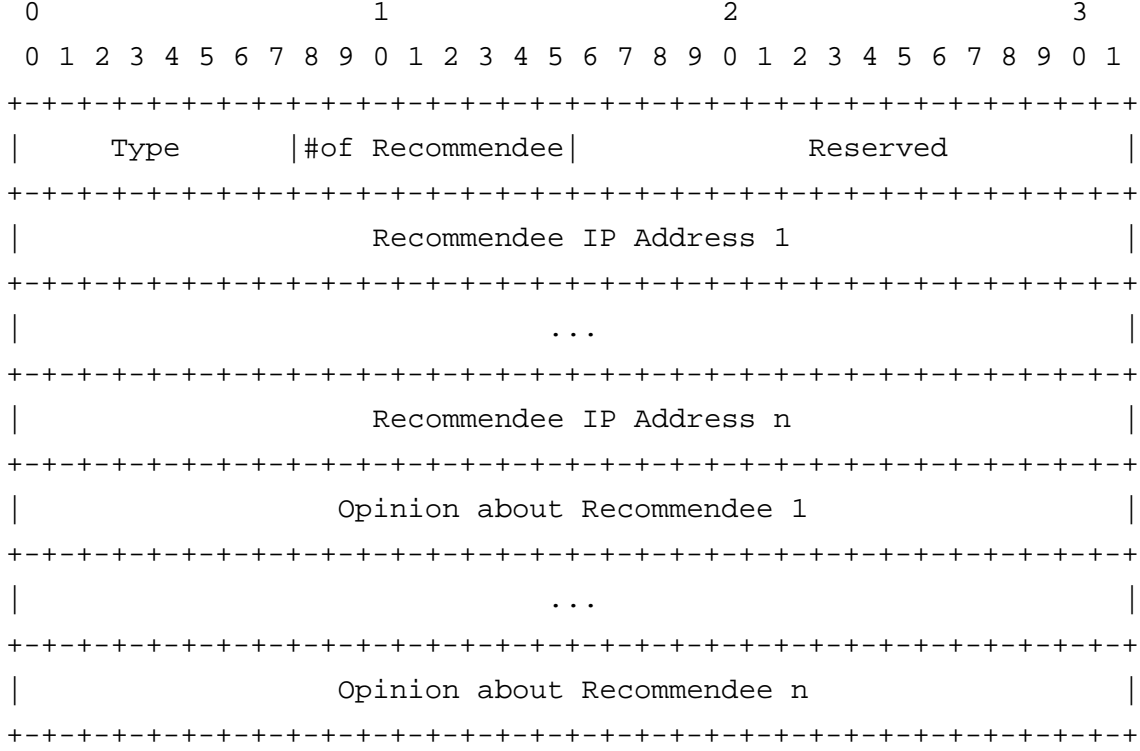 0                   1                   2                   3
0 1 2 3 4 5 6 7 8 9 0 1 2 3 4 5 6 7 8 9 0 1 2 3 4 5 6 7 8 9 0 1
+-+-+-+-+-+-+-+-+-+-+-+-+-+-+-+-+-+-+-+-+-+-+-+-+-+-+-+-+-+-+-+-+
|     Type      |#of Recommendee|             Reserved          |
+-+-+-+-+-+-+-+-+-+-+-+-+-+-+-+-+-+-+-+-+-+-+-+-+-+-+-+-+-+-+-+-+
|                    Recommendee IP Address 1                   |
+-+-+-+-+-+-+-+-+-+-+-+-+-+-+-+-+-+-+-+-+-+-+-+-+-+-+-+-+-+-+-+-+
|                              ...                              |
+-+-+-+-+-+-+-+-+-+-+-+-+-+-+-+-+-+-+-+-+-+-+-+-+-+-+-+-+-+-+-+-+
|                    Recommendee IP Address n                   |
+-+-+-+-+-+-+-+-+-+-+-+-+-+-+-+-+-+-+-+-+-+-+-+-+-+-+-+-+-+-+-+-+
|                  Opinion about Recommendee 1                  |
+-+-+-+-+-+-+-+-+-+-+-+-+-+-+-+-+-+-+-+-+-+-+-+-+-+-+-+-+-+-+-+-+
|                              ...                              |
+-+-+-+-+-+-+-+-+-+-+-+-+-+-+-+-+-+-+-+-+-+-+-+-+-+-+-+-+-+-+-+-+
|                  Opinion about Recommendee n                  |
+-+-+-+-+-+-+-+-+-+-+-+-+-+-+-+-+-+-+-+-+-+-+-+-+-+-+-+-+-+-+-+-+